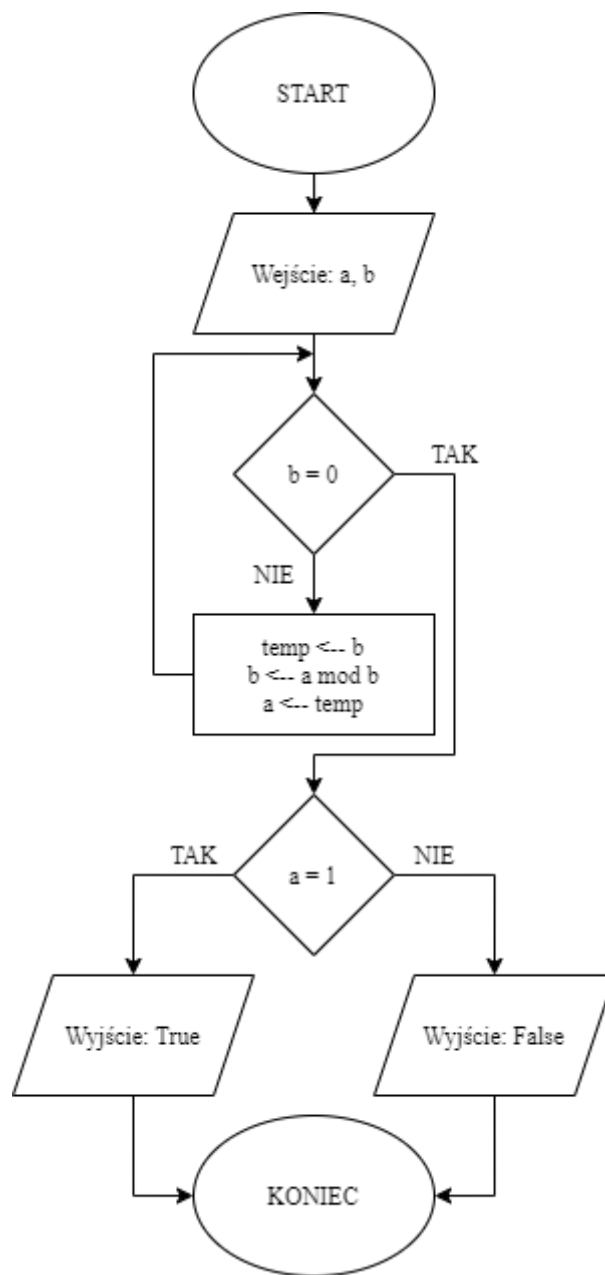 START
Wejście: a, b
b = 0
TAK
NIE
temp <-- b
b <-- a mod b
a <-- temp
TAK
a = 1
NIE
Wyjście: True
Wyjście: False
KONIEC